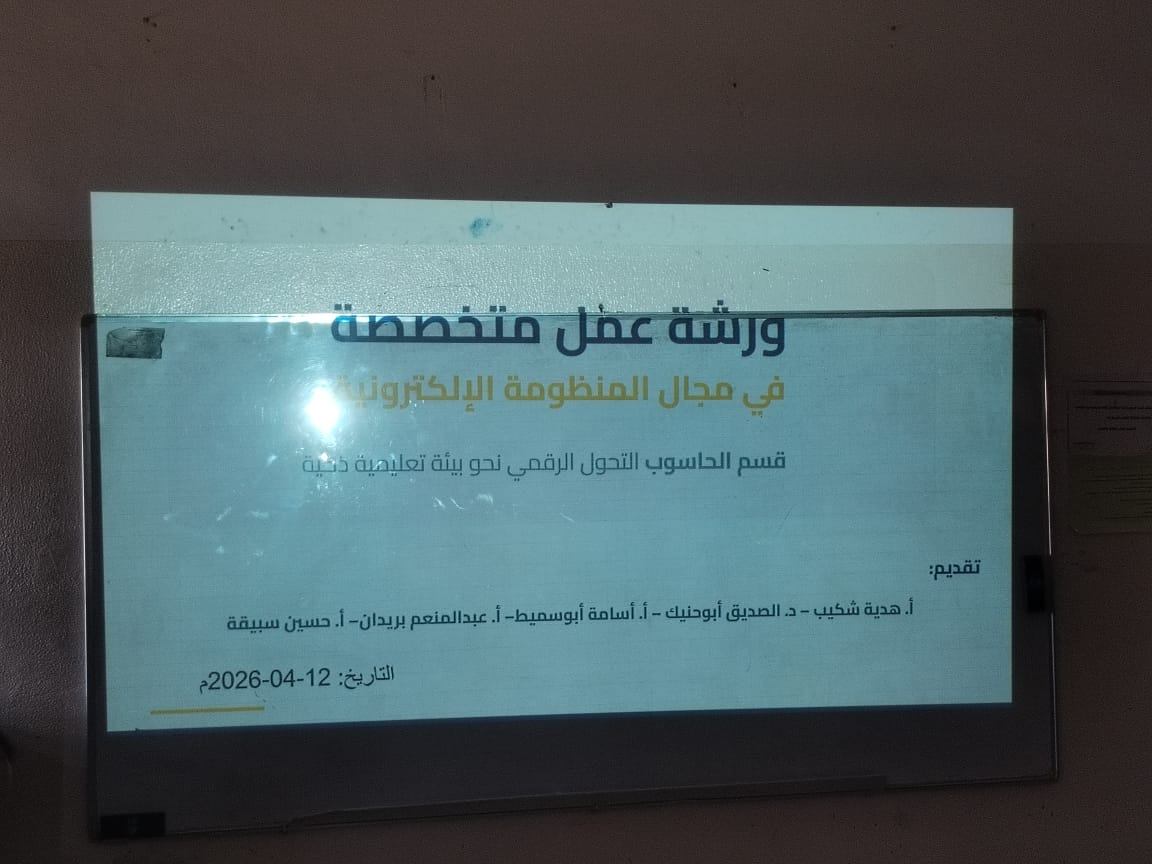 ورشة عمل متخصصة
في مجال المنظومة الإلكترونية
قسم الحاسوب التحول الرقمي نحو بيئة تعليمية ذكية
تقديم:
أ. هدية شكيب – د. الصديق أبوحنيك – أ. أسامة أبوسميط– أ. عبدالمنعم بريدان– أ. حسين سبيقة
التاريخ: 12-04-2026م